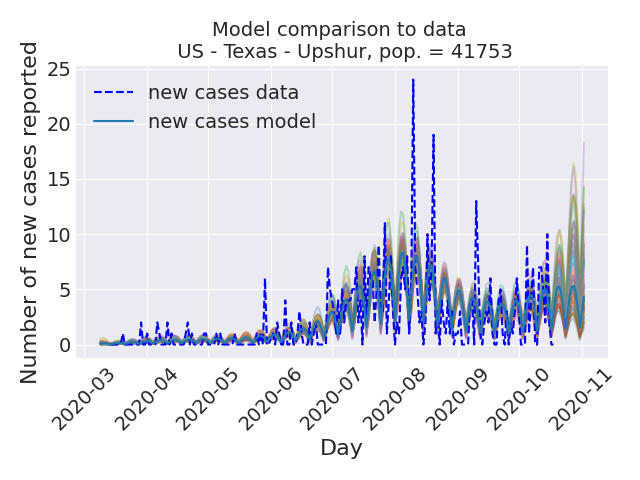 Model comparison to data
US - Texas - Upshur, pop. = 41753
Number of new cases reported
25
20
15
10
5
0
new cases data
new cases model
2020-03
2020-04
2020-05
2020-06
2020-07
2020-08
2020-09
2020-10
2020-11
Day